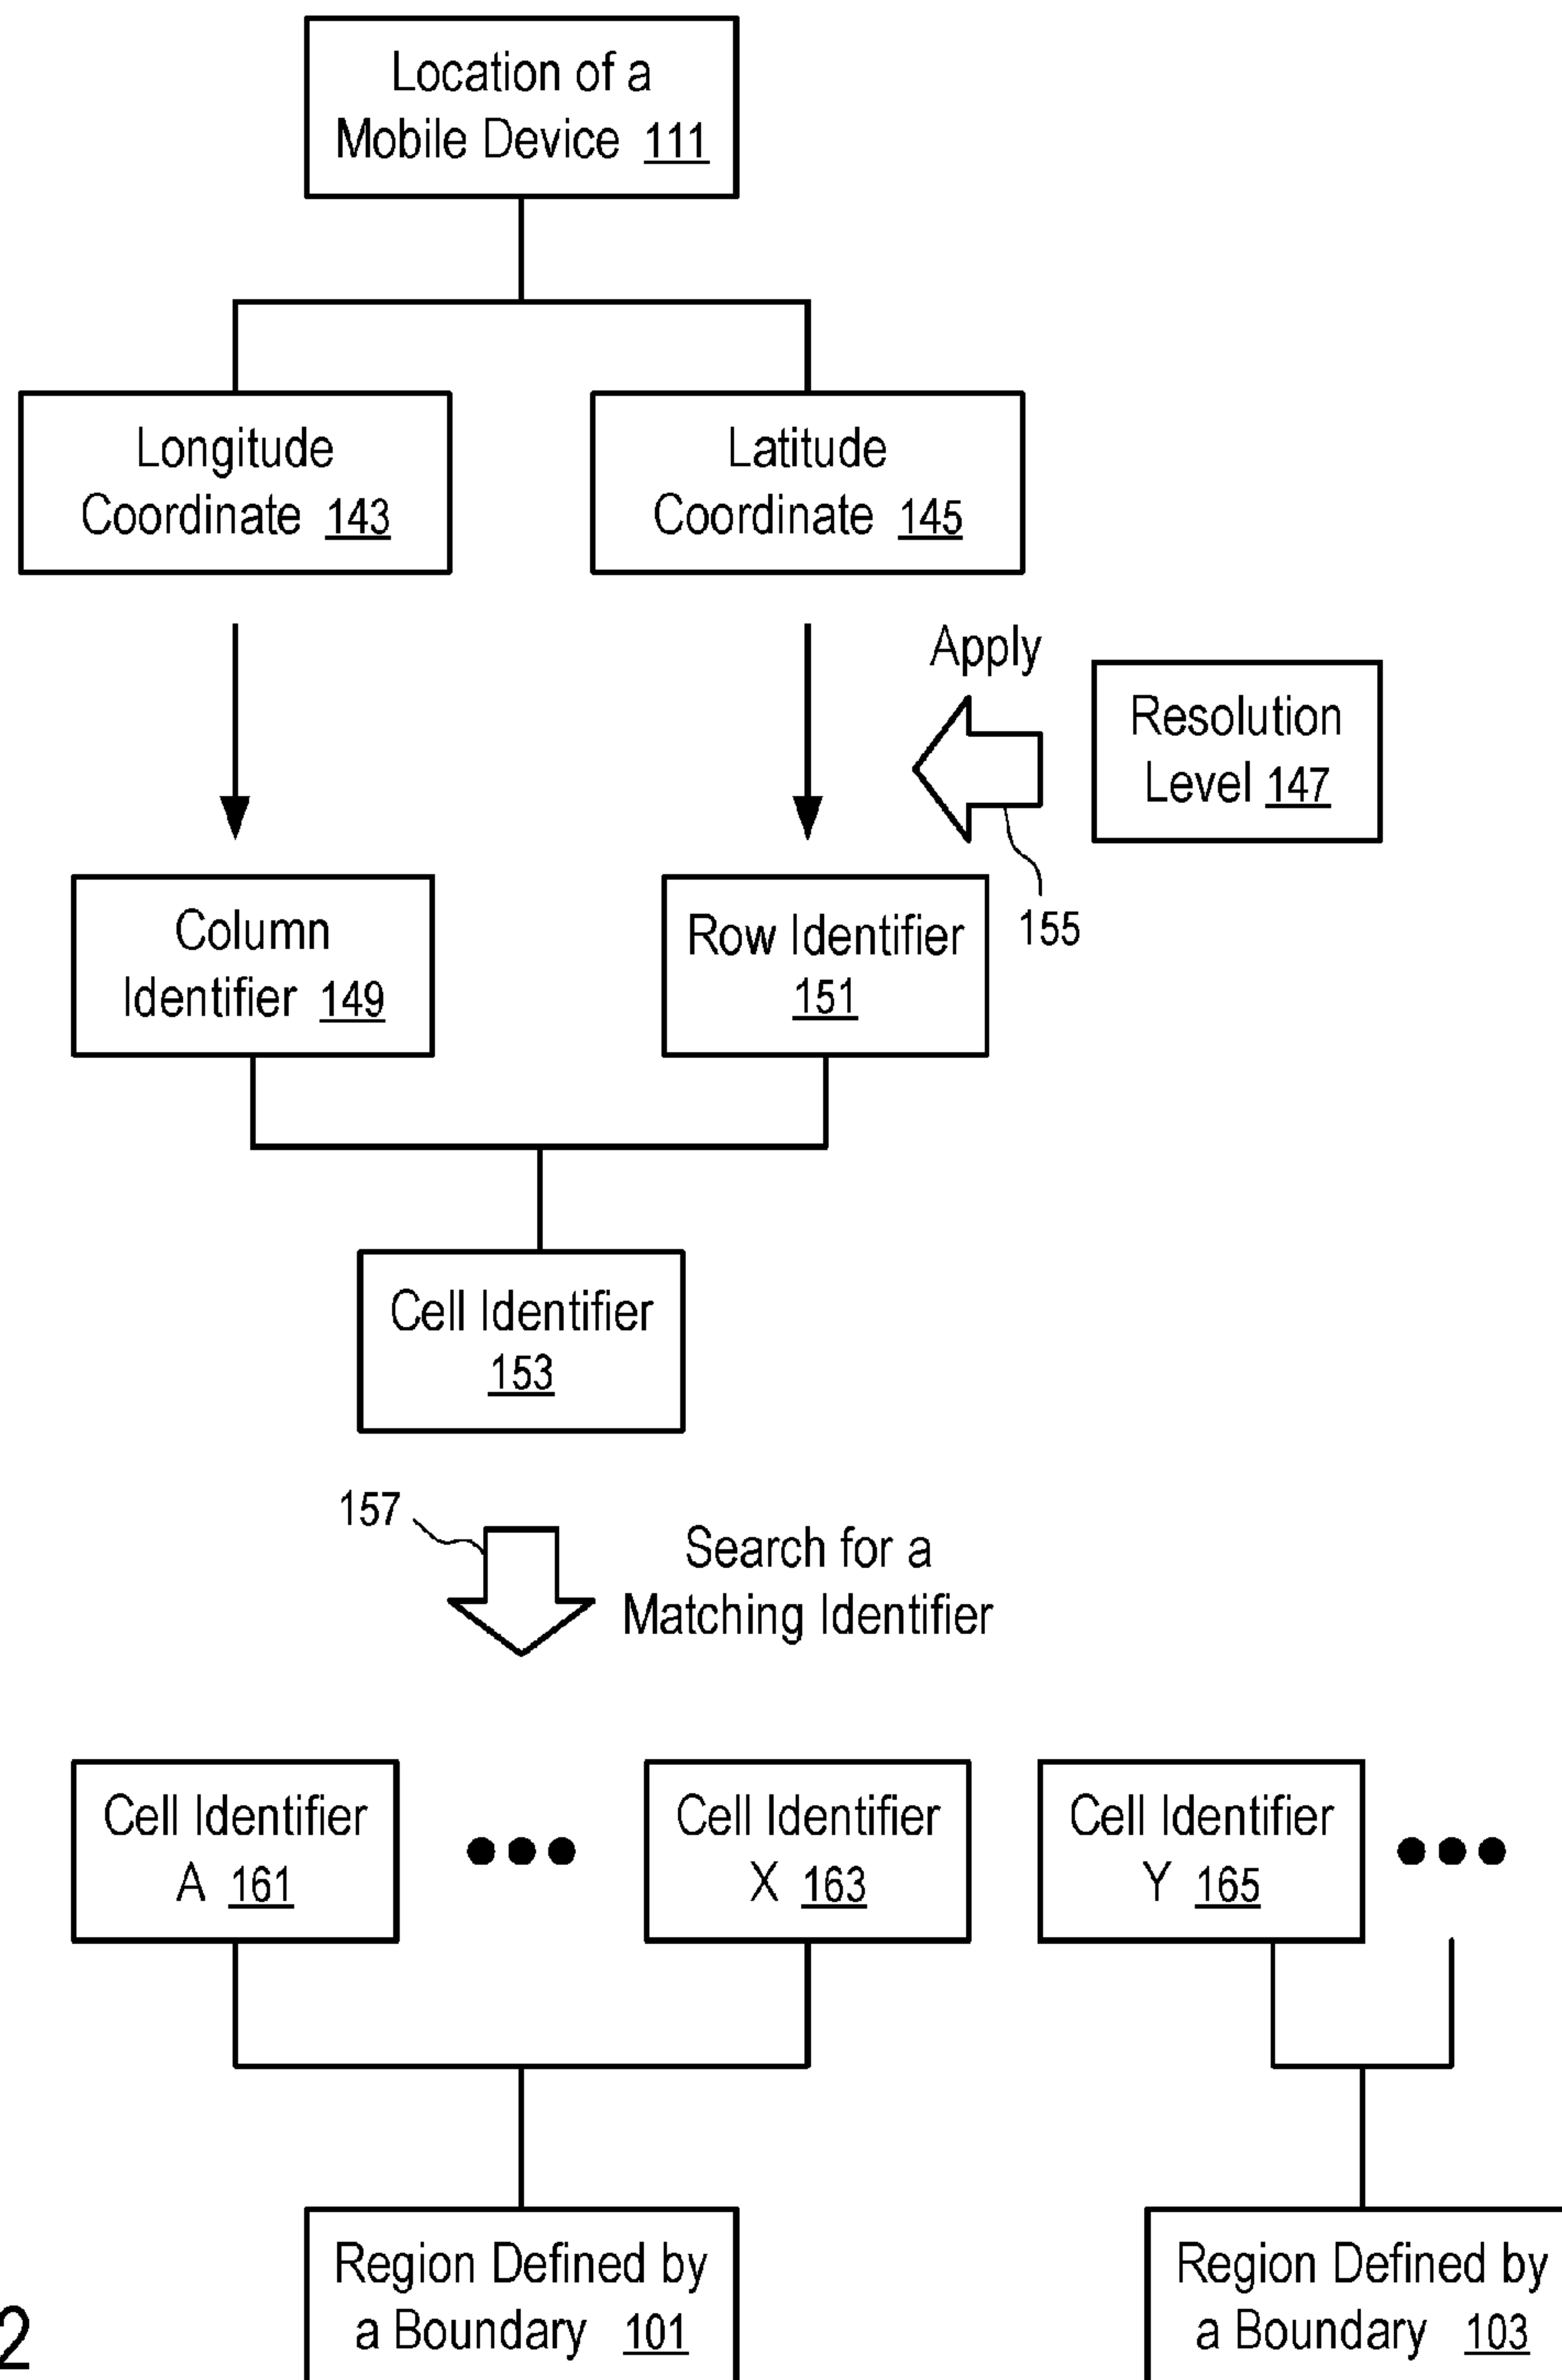 Location of a
Mobile Device 111
Longitude
Coordinate 143
Latitude
Coordinate 145
Apply
Resolution
Level 147
155
Column
Identifier 149
Row Identifier
151
Cell Identifier
153
157
Search for a
Matching Identifier
Cell Identifier
A 161
Cell Identifier
X 163
Cell Identifier
Y 165
Region Defined by
a Boundary 101
Region Defined by
a Boundary 103
2